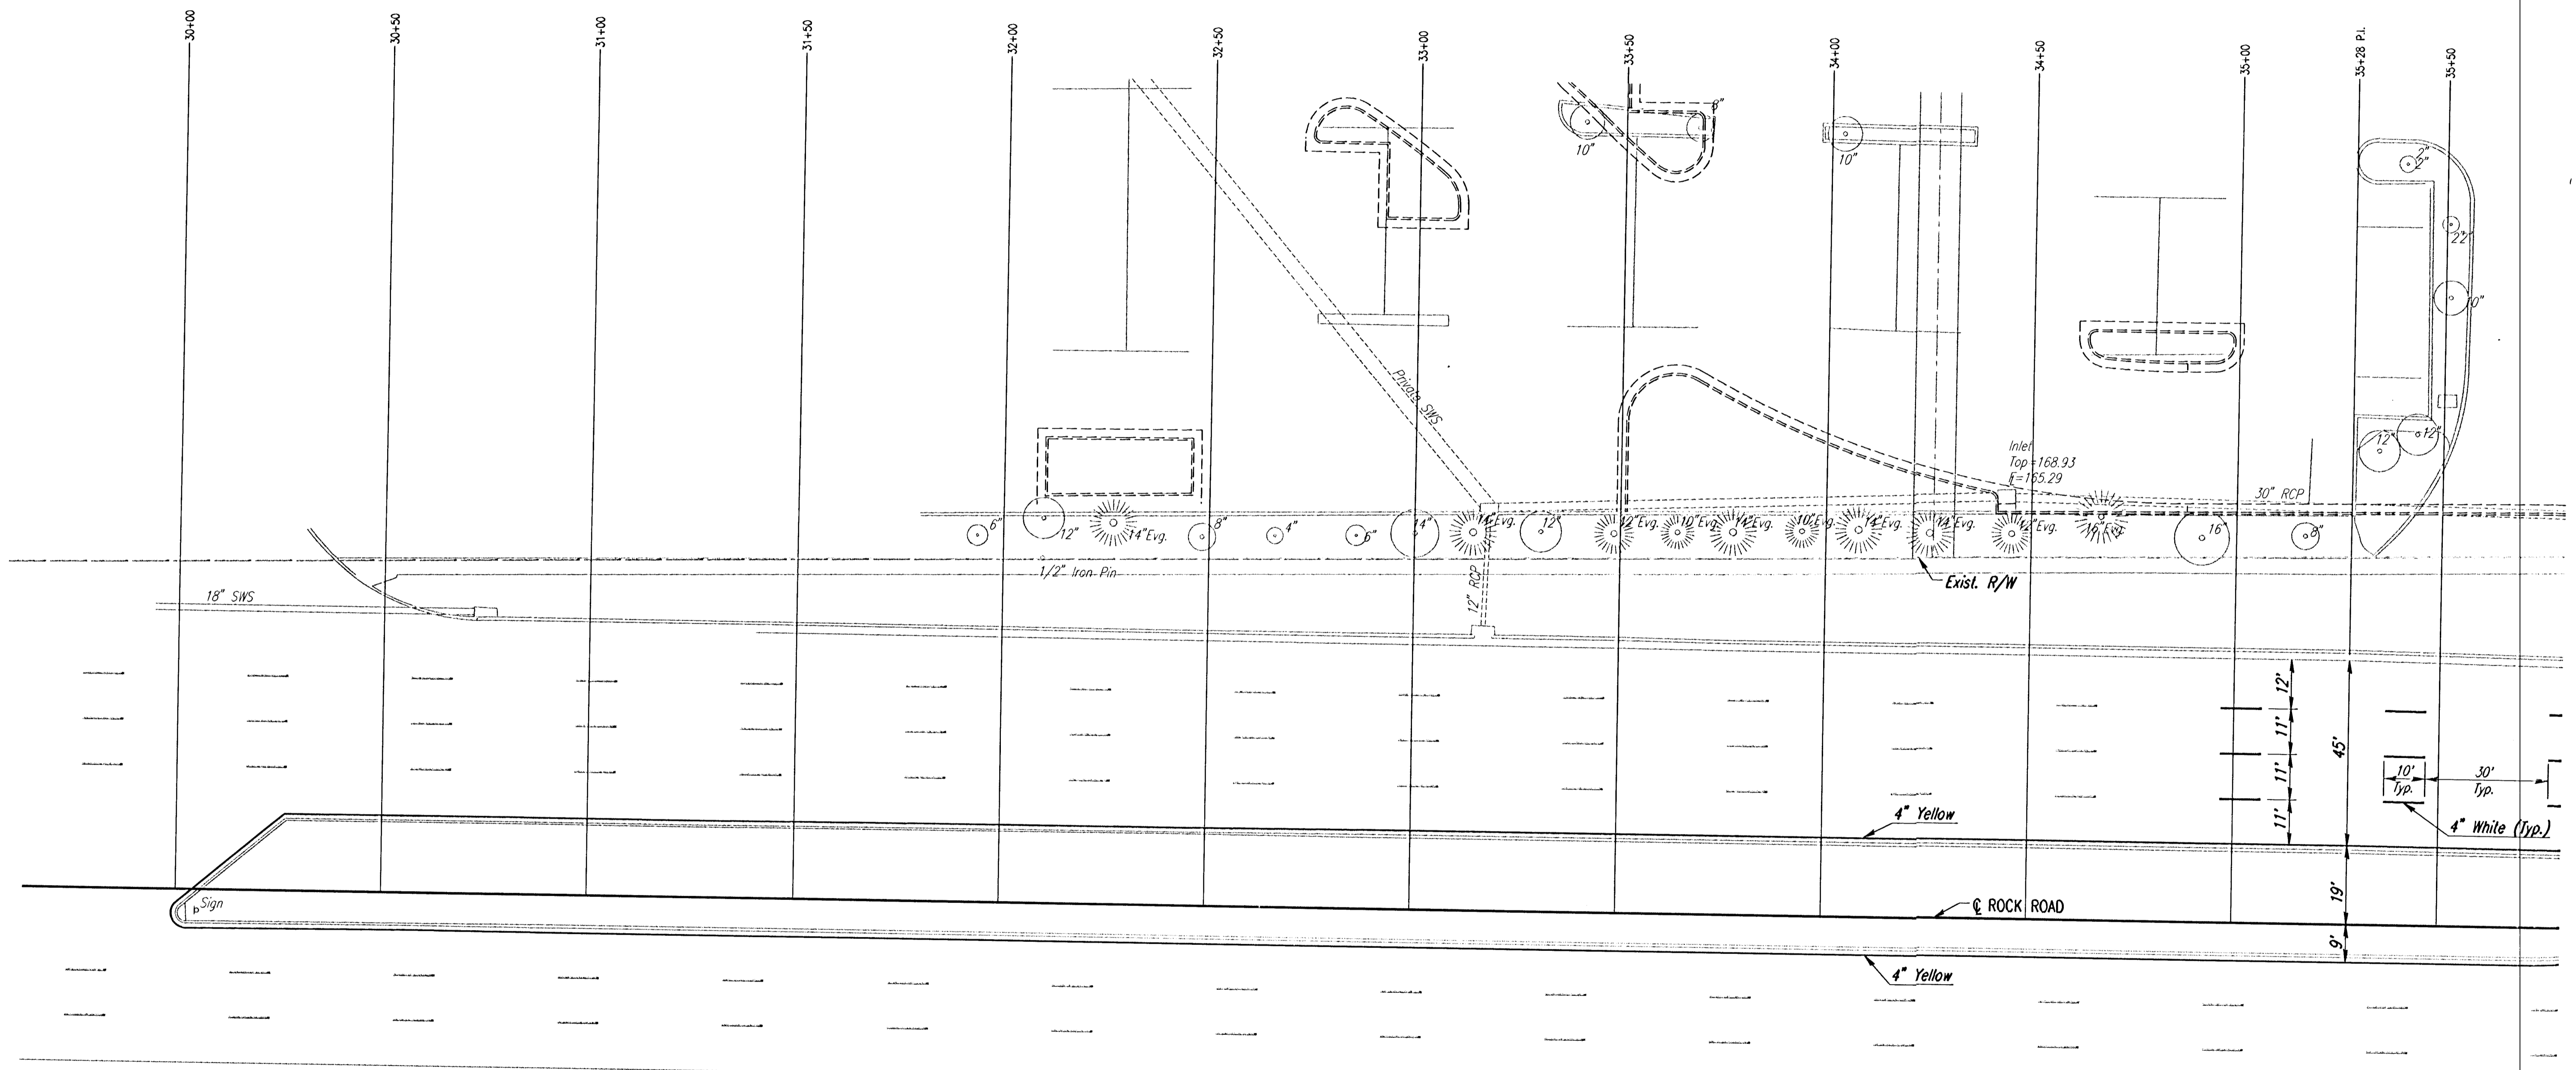 30+00
30+50
31+00
31+50
32+00
32+50
33+00
33+50
34+00
34+50
35+00
35+28 P.I.
35+50
10"
8"
10"
2"
2"
22"
10"
12"
12"
Private SWS
Inlet
Top=168.93
30" RCP
6"
12"
14"Evg.
8"
4"
6"
14"
14"Evg.
12"
12"Evg.
10"Evg.
14"Evg.
10"Evg.
14"Evg.
14"Evg.
12"Evg.
16"Evg.
16"
8"
1/2" Iron Pin
12" RCP
Exist. R/W
18" SWS
12'
11'
11'
11'
45'
19'
9'
10'
Typ.
30'
Typ.
4" White (Typ.)
4" Yellow
Sign
℄ ROCK ROAD
4" Yellow